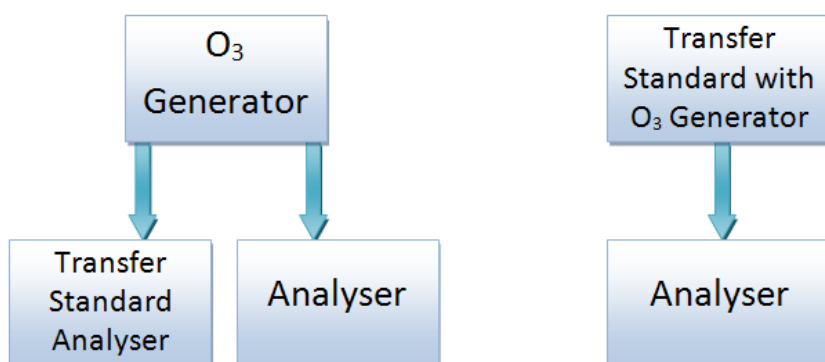 O₃
Generator
Transfer
Standard
Analyser
Analyser
Transfer
Standard with
O₃ Generator
Analyser